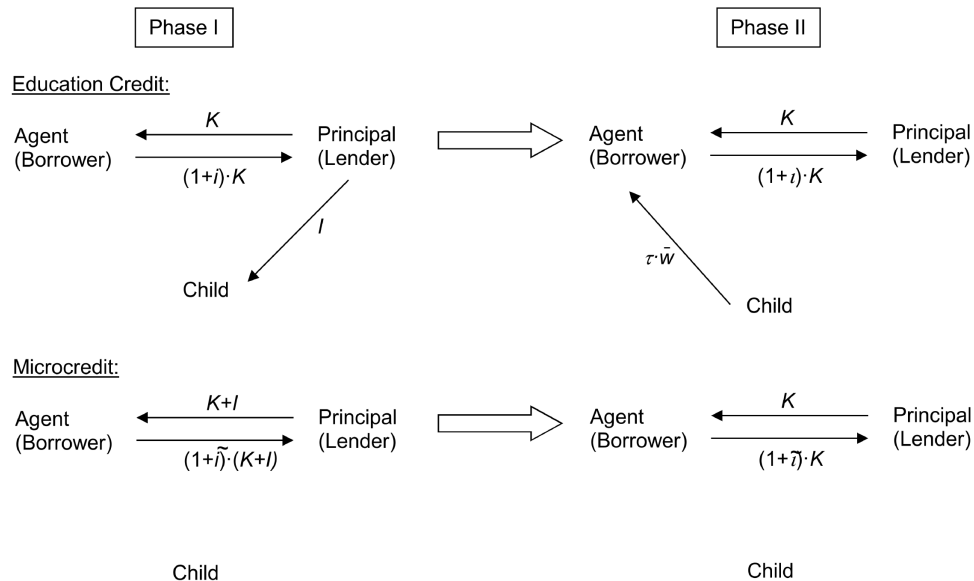 Phase I
Phase II
Education Credit:
Agent
(Borrower)
K
(1+i)·K
Principal
(Lender)
I
Child
Agent
(Borrower)
K
(1+ι)·K
Principal
(Lender)
τ·w̄
Child
Microcredit:
Agent
(Borrower)
K+I
(1+ĩ)·(K+I)
Principal
(Lender)
Agent
(Borrower)
K
(1+ι̃)·K
Principal
(Lender)
Child
Child